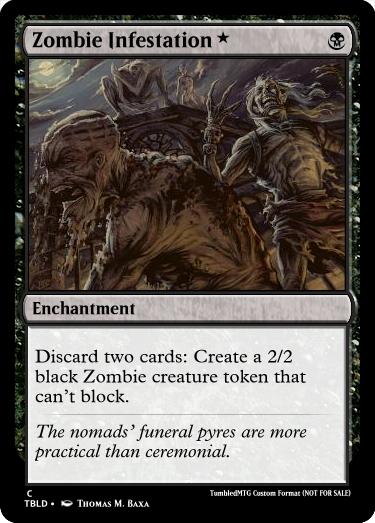 Zombie Infestation ★
Enchantment
Discard two cards: Create a 2/2
black Zombie creature token that
can't block.
The nomads' funeral pyres are more
practical than ceremonial.
C
TBLD • Thomas M. Baxa
TumbledMTG Custom Format (NOT FOR SALE)